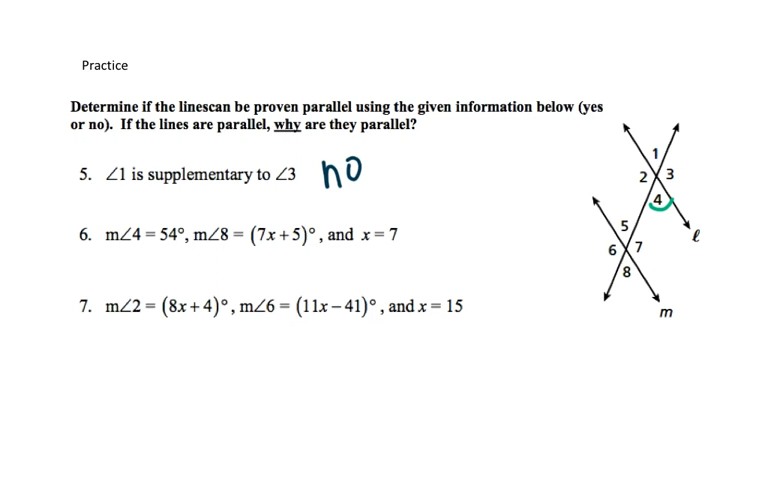 Practice
Determine if the linescan be proven parallel using the given information below (yes
or no). If the lines are parallel, why are they parallel?
5. ∠1 is supplementary to ∠3 no
6. m∠4 = 54°, m∠8 = (7x + 5)°, and x = 7
7. m∠2 = (8x + 4)°, m∠6 = (11x − 41)°, and x = 15
1
2 3
4
5
ℓ
6 7
8
m